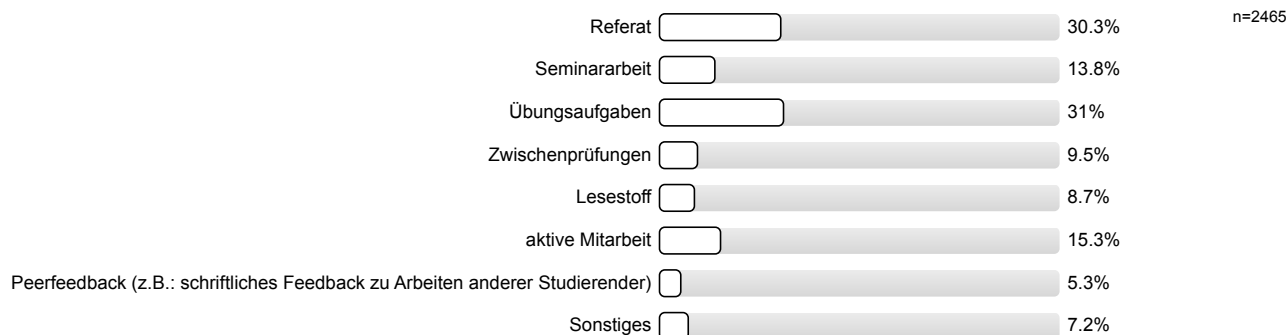 n=2465
Referat 30.3%
Seminararbeit 13.8%
Übungsaufgaben 31%
Zwischenprüfungen 9.5%
Lesestoff 8.7%
aktive Mitarbeit 15.3%
Peerfeedback (z.B.: schriftliches Feedback zu Arbeiten anderer Studierender) 5.3%
Sonstiges 7.2%